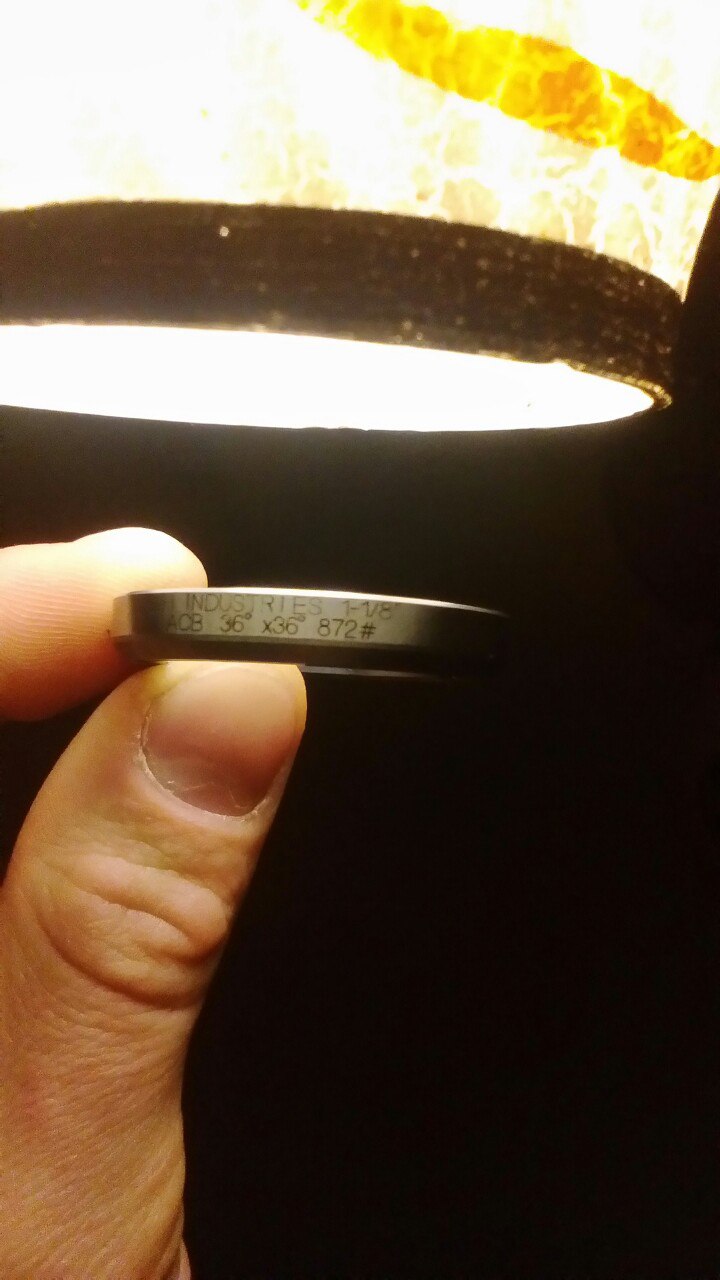 INDUSTRIES 1-1/8"
ACB 36° x36° 872#